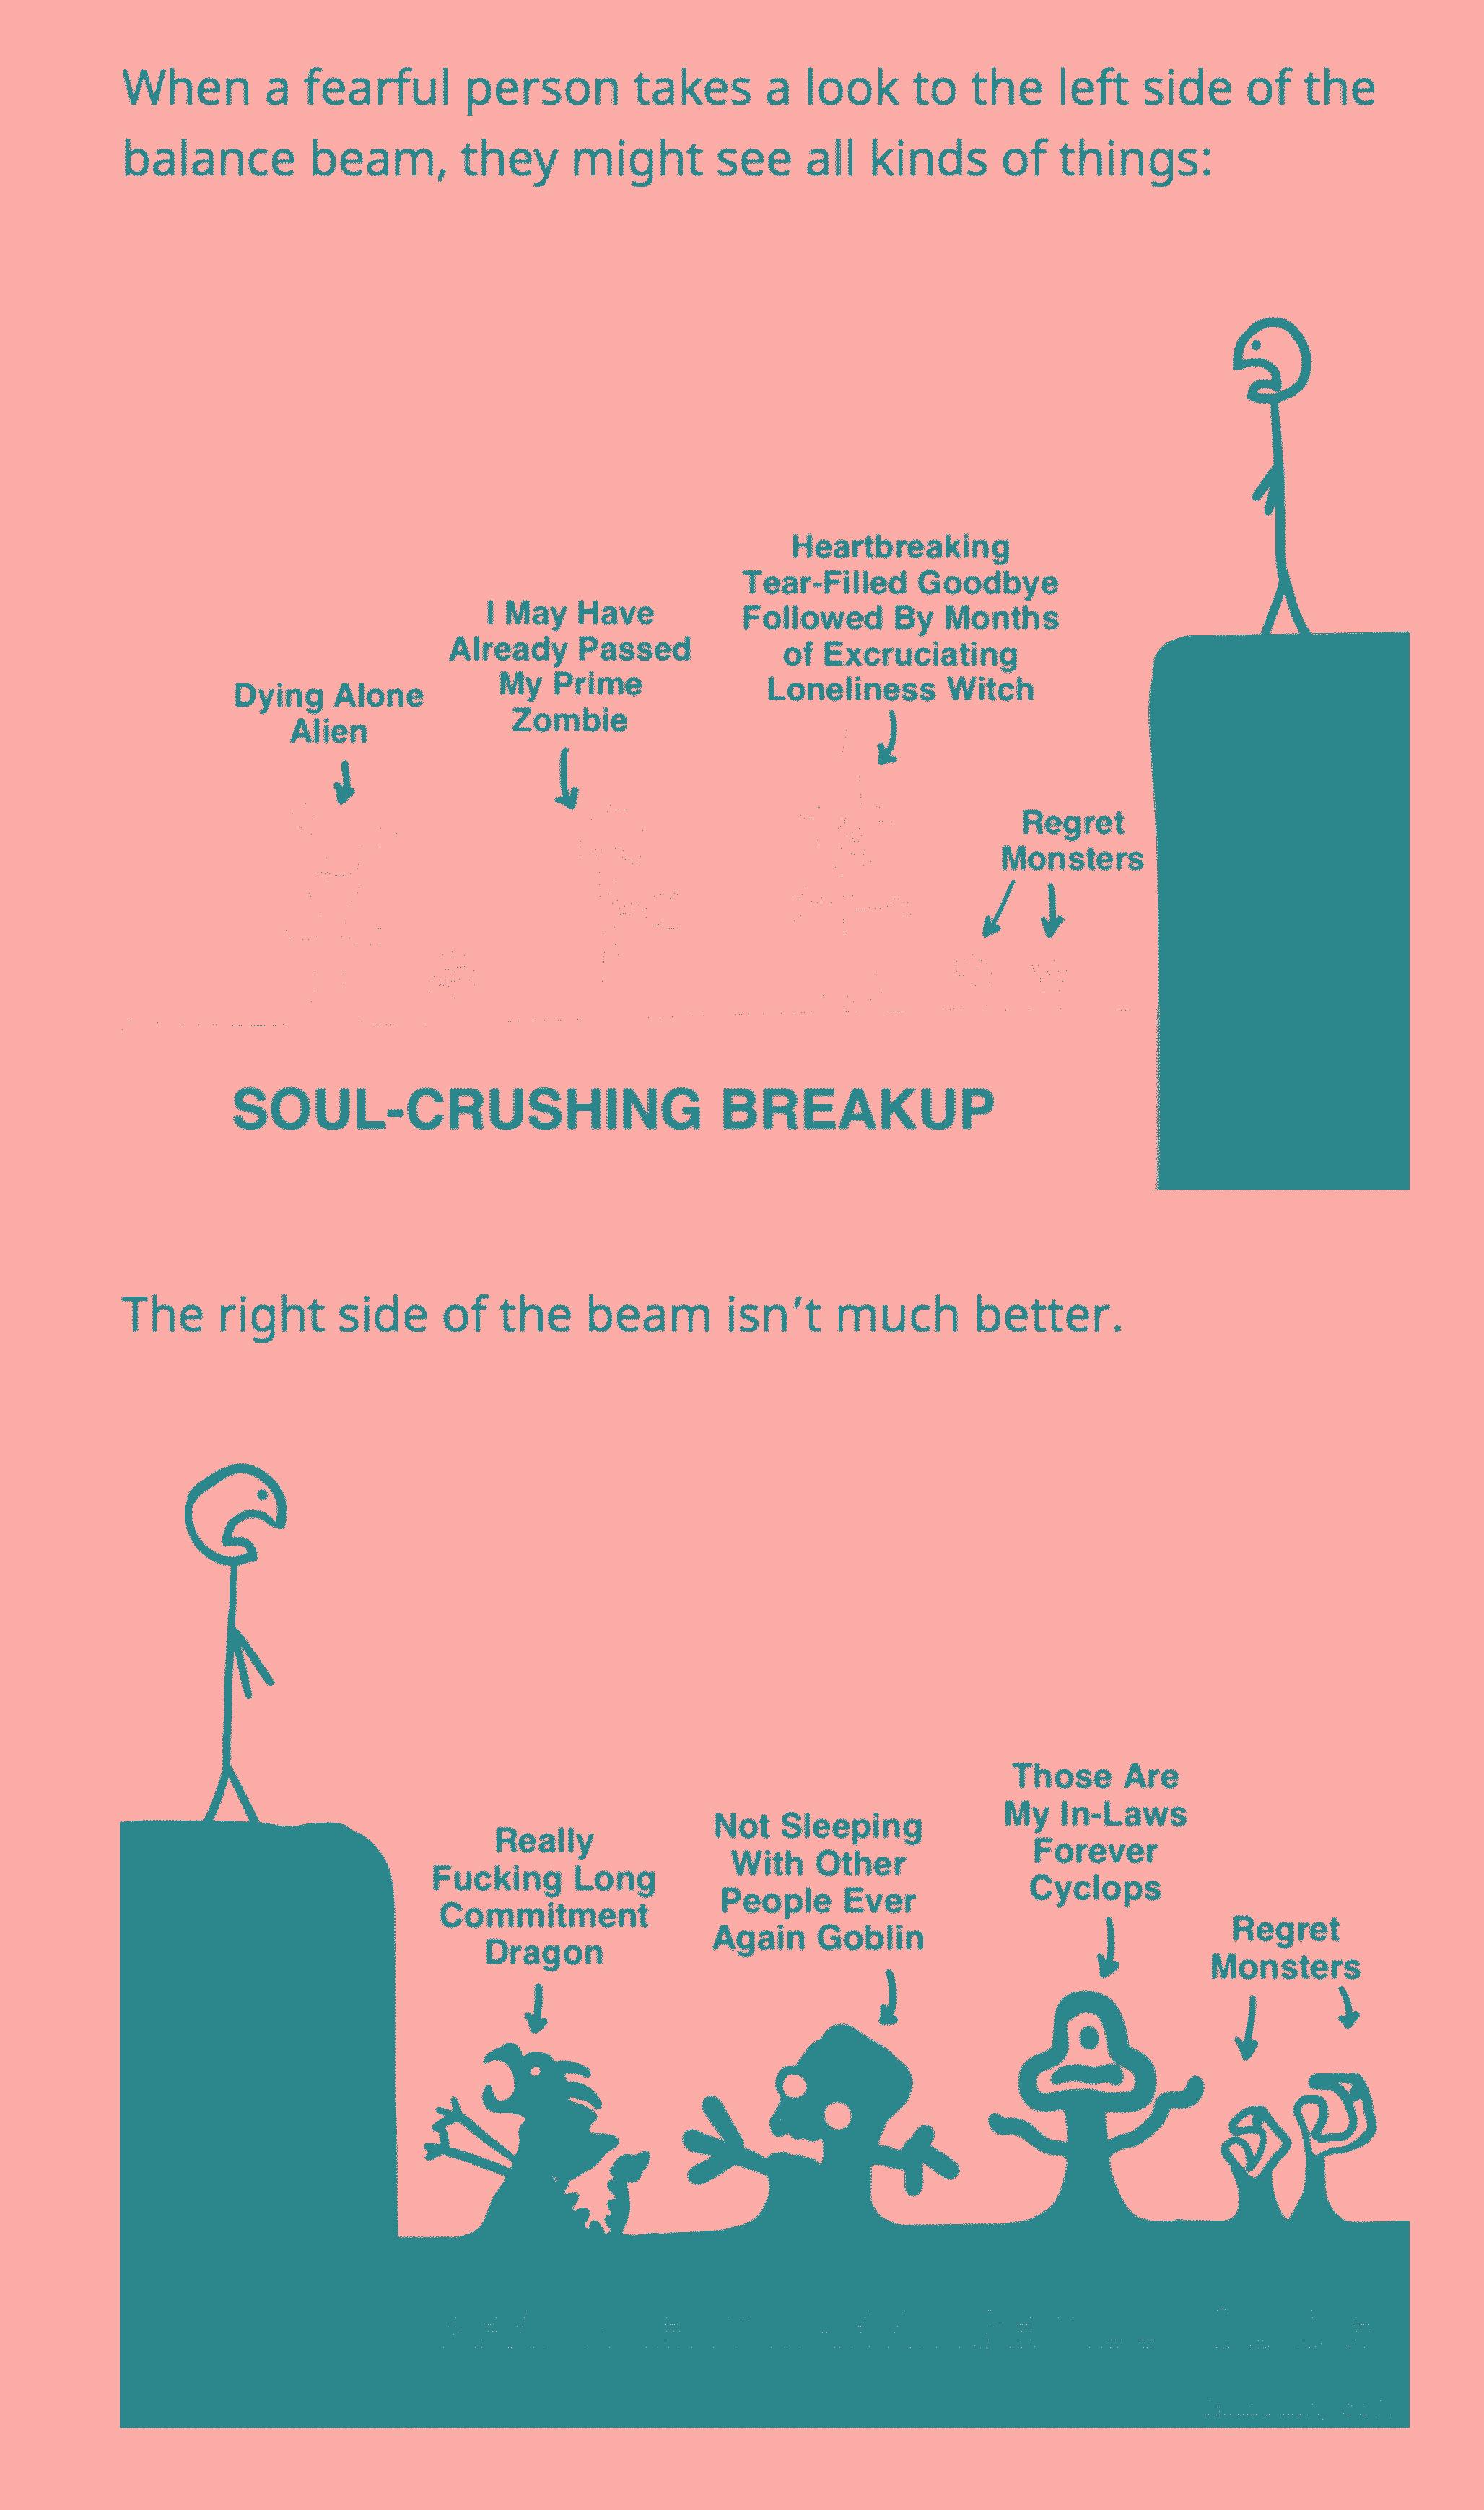 When a fearful person takes a look to the left side of the
balance beam, they might see all kinds of things:
Heartbreaking
Tear-Filled Goodbye
Followed By Months
of Excruciating
Loneliness Witch
I May Have
Already Passed
My Prime
Zombie
Dying Alone
Alien
Regret
Monsters
SOUL-CRUSHING BREAKUP
The right side of the beam isn’t much better.
Really
Fucking Long
Commitment
Dragon
Not Sleeping
With Other
People Ever
Again Goblin
Those Are
My In-Laws
Forever
Cyclops
Regret
Monsters